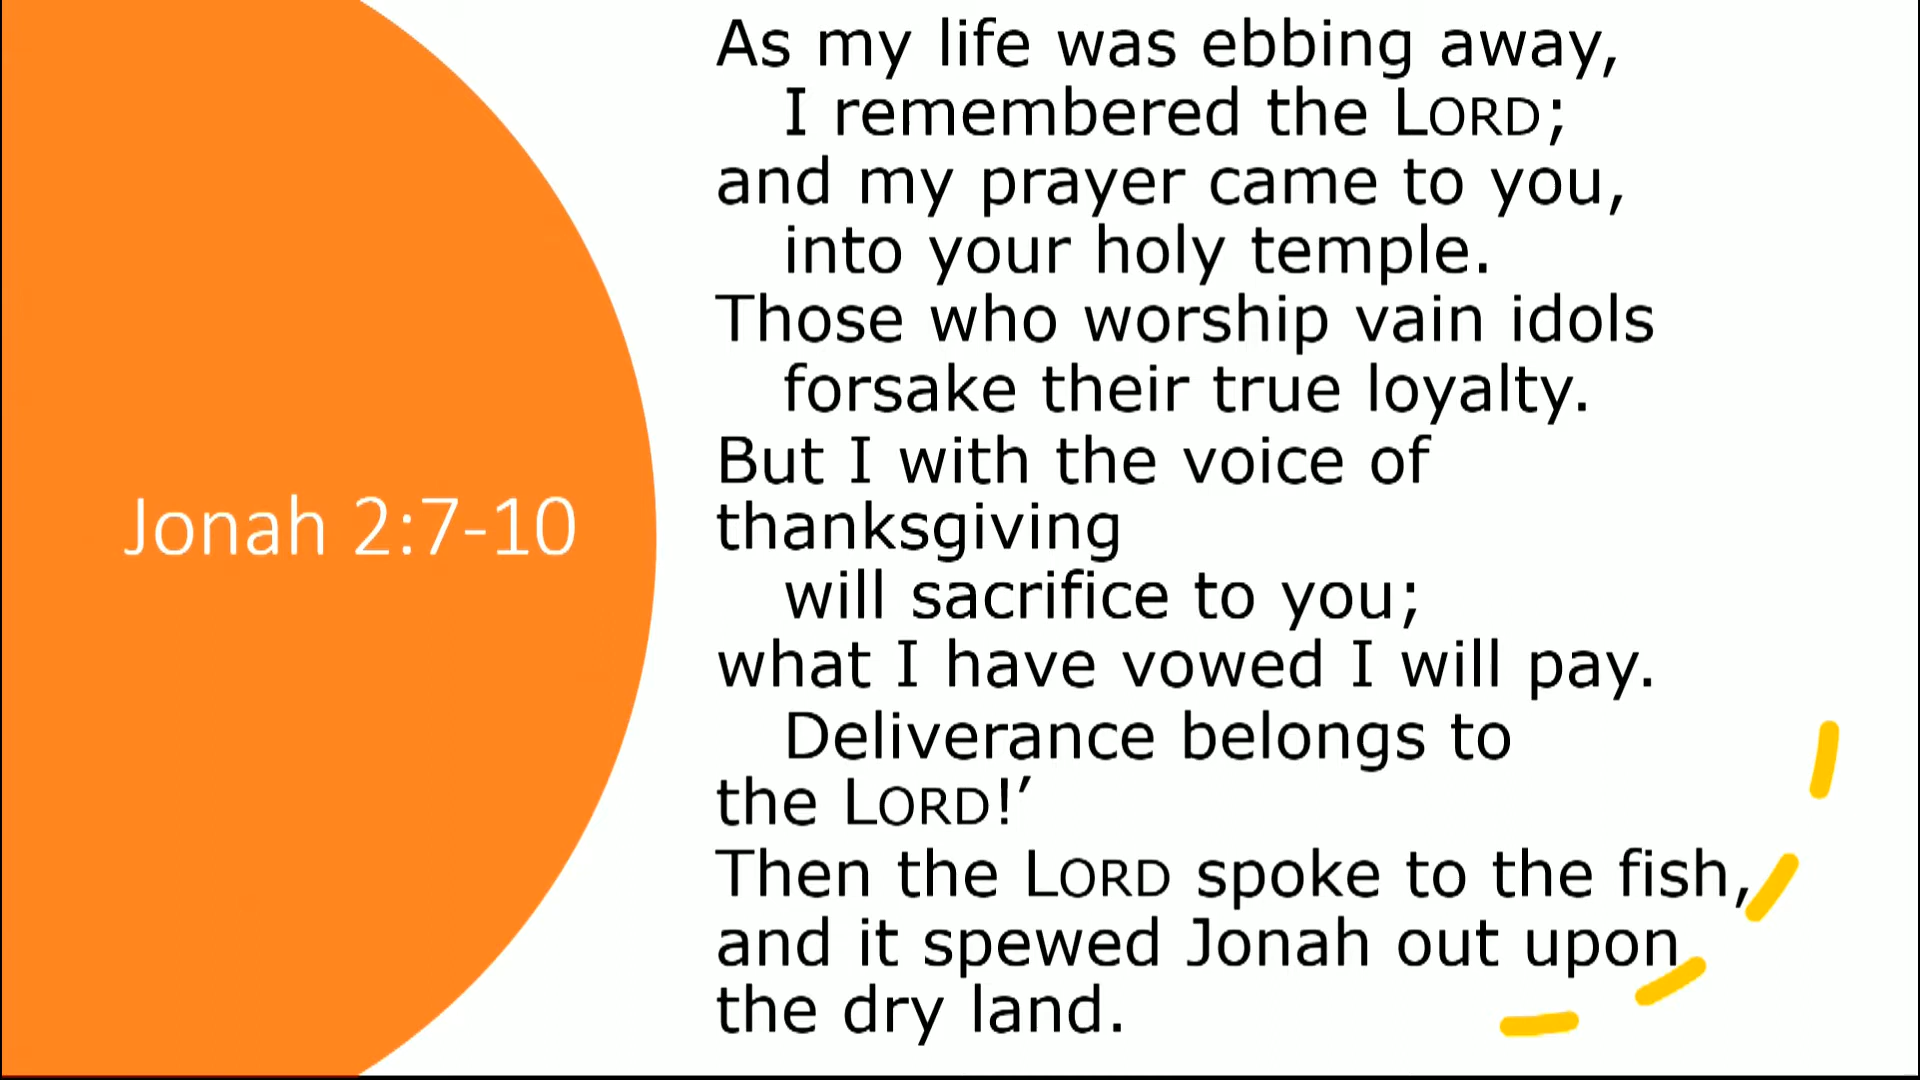 Jonah 2:7-10
As my life was ebbing away,
I remembered the LORD;
and my prayer came to you,
into your holy temple.
Those who worship vain idols
forsake their true loyalty.
But I with the voice of
thanksgiving
will sacrifice to you;
what I have vowed I will pay.
Deliverance belongs to
the LORD!’
Then the LORD spoke to the fish,
and it spewed Jonah out upon
the dry land.